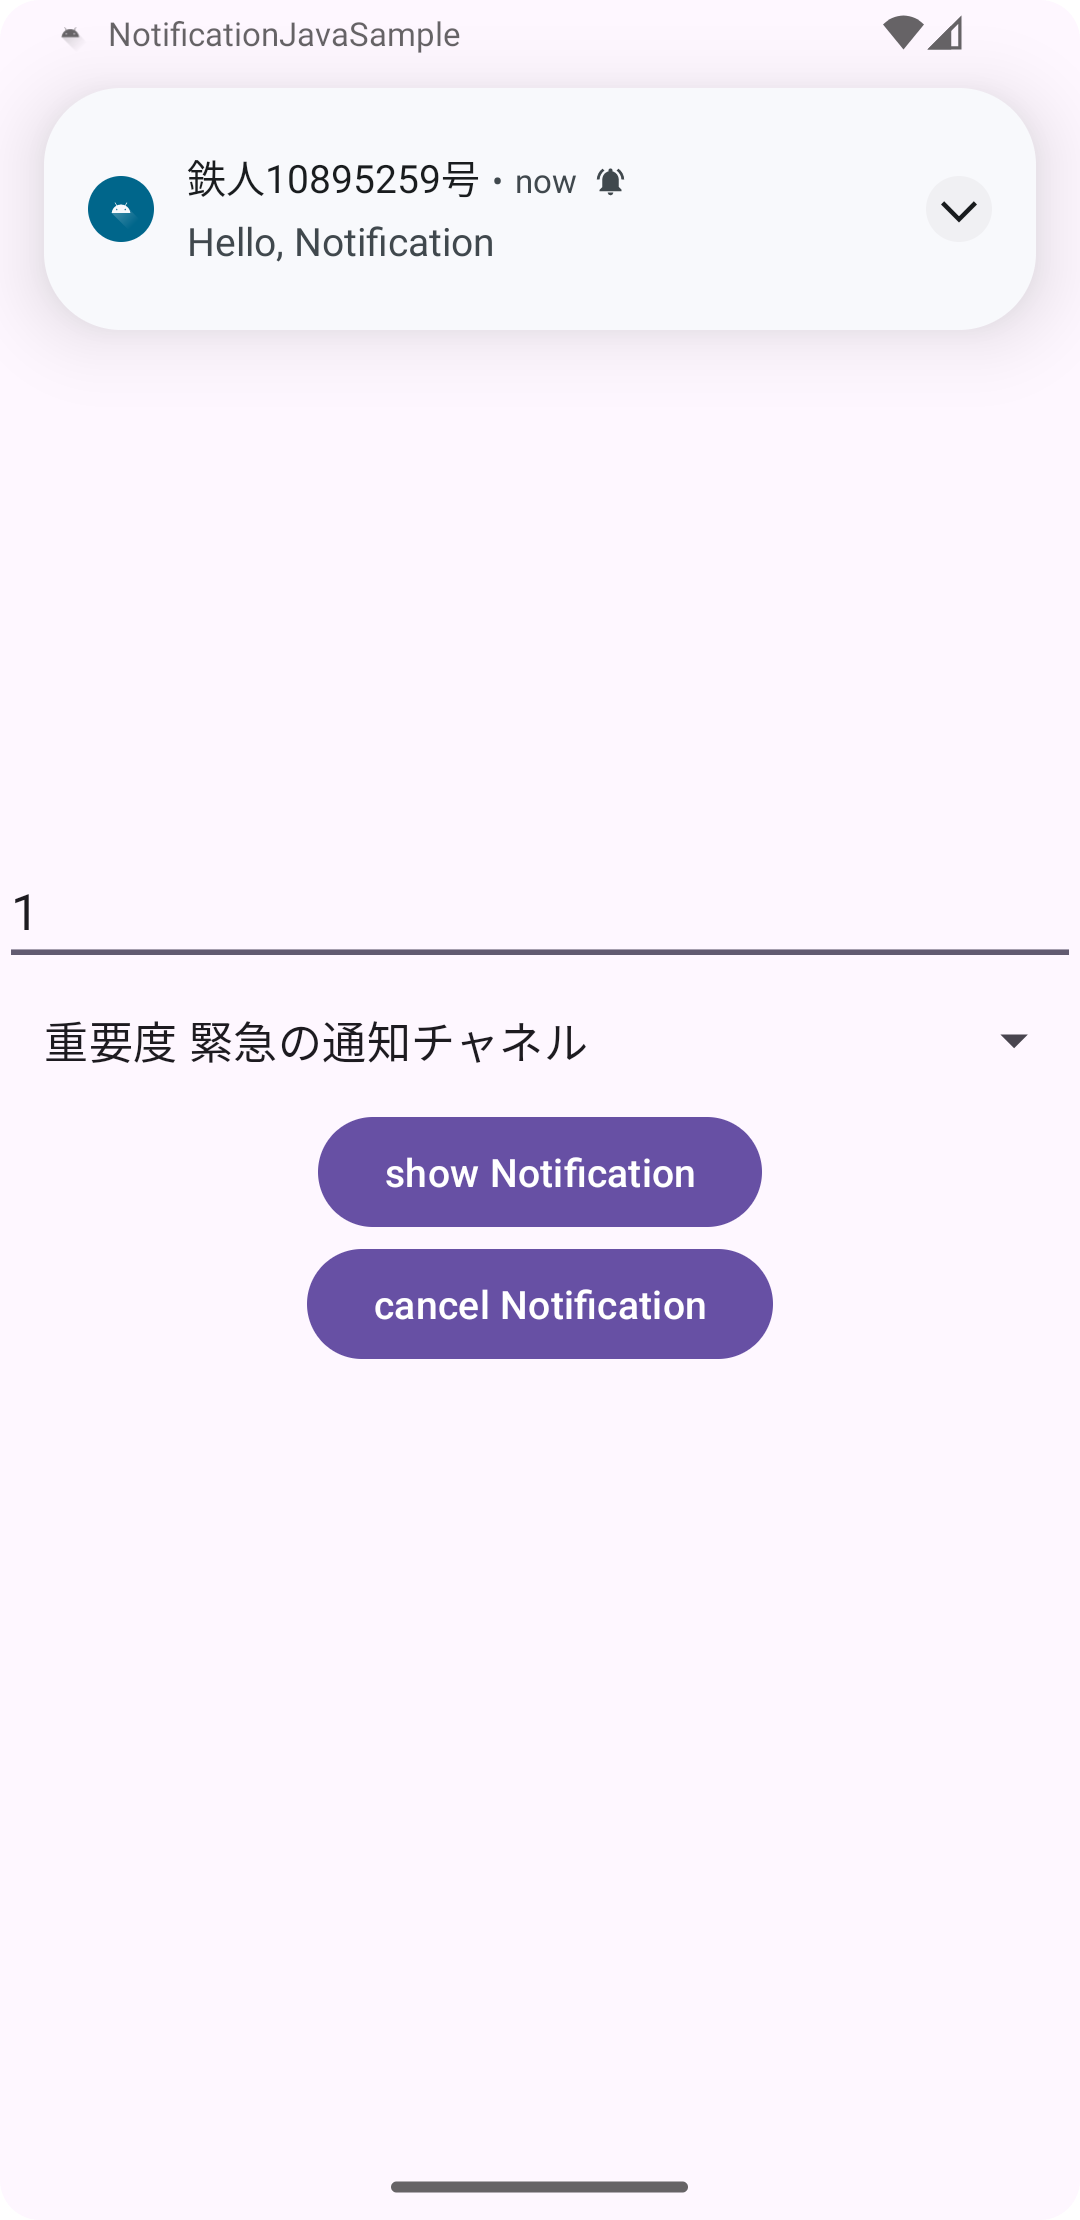 NotificationJavaSample
鉄人10895259号 • now
Hello, Notification
1
重要度 緊急の通知チャネル
show Notification
cancel Notification